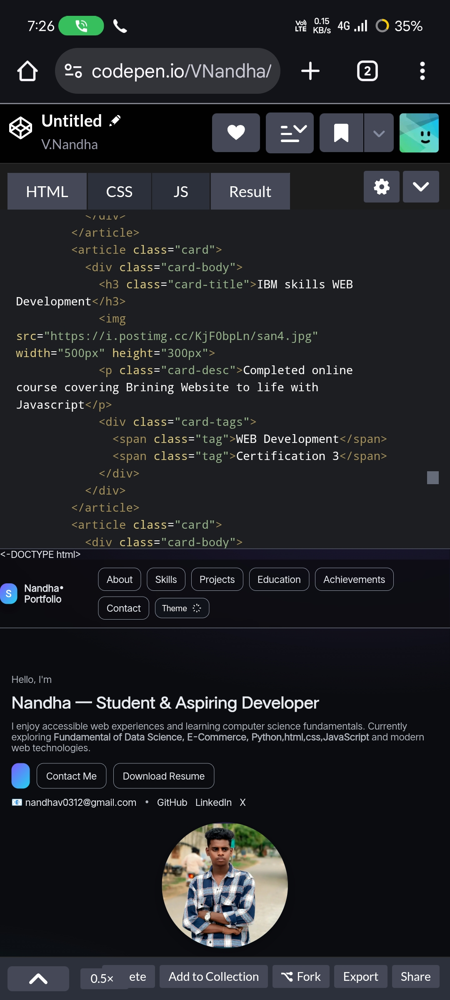 7:26
Vo)) LTE
0.15 KB/s
4G
35%
codepen.io/VNandha/
2
Untitled
V.Nandha
HTML CSS JS Result
</div>
</article>
<article class="card">
<div class="card-body">
<h3 class="card-title">IBM skills WEB
Development</h3>
<img
src="https://i.postimg.cc/KjF0bpLn/san4.jpg"
width="500px" height="300px">
<p class="card-desc">Completed online
course covering Brining Website to life with
Javascript</p>
<div class="card-tags">
<span class="tag">WEB Development</span>
<span class="tag">Certification 3</span>
</div>
</div>
</article>
<article class="card">
<div class="card-body">
<-DOCTYPE html>
S
Nandha•
Portfolio
About Skills Projects Education Achievements
Contact Theme
Hello, I'm
Nandha — Student & Aspiring Developer
I enjoy accessible web experiences and learning computer science fundamentals. Currently
exploring Fundamental of Data Science, E-Commerce, Python,html,css,JavaScript and modern
web technologies.
Contact Me Download Resume
📧 nandhav0312@gmail.com • GitHub LinkedIn X
0.5× ete Add to Collection Fork Export Share